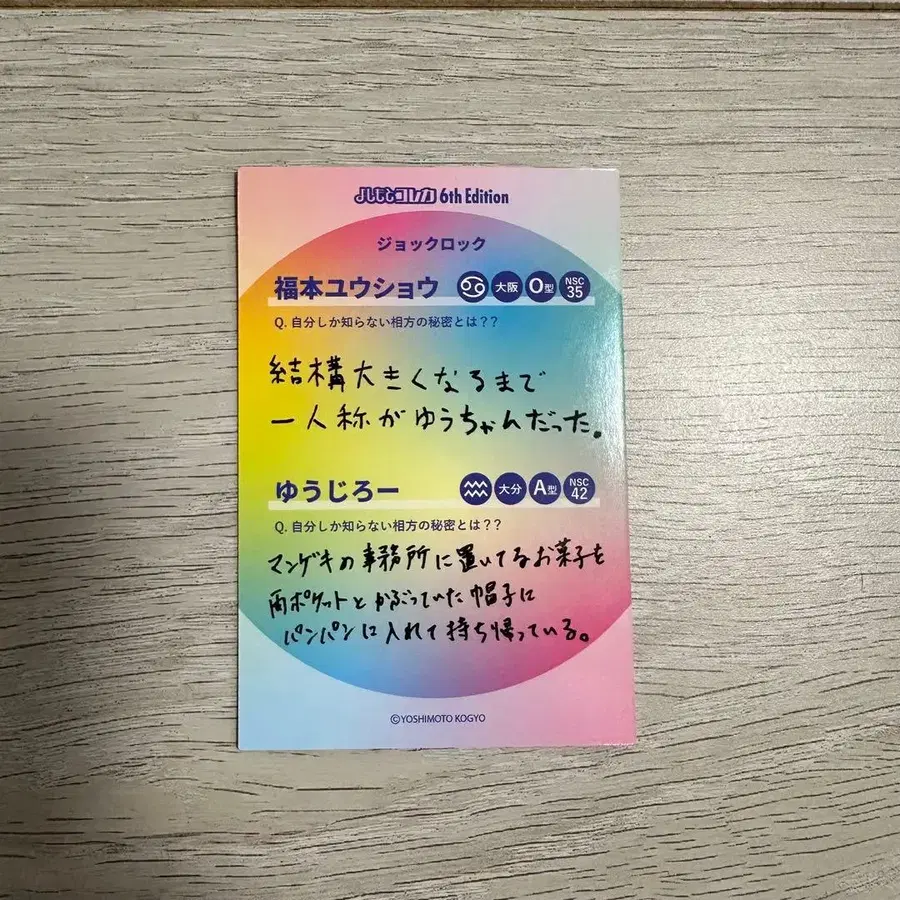 よしもとコレカ 6th Edition
ジョックロック
福本ユウショウ ♋ 大阪 O型 NSC 35
Q. 自分しか知らない相方の秘密とは??
結構大きくなるまで
一人称がゆうちゃんだった。
ゆうじろー ♒ 大分 A型 NSC 42
Q. 自分しか知らない相方の秘密とは??
マンゲキの事務所に置いてるお菓子を
両ポケットとかぶっていた帽子に
パンパンに入れて持ち帰っている。
©YOSHIMOTO KOGYO